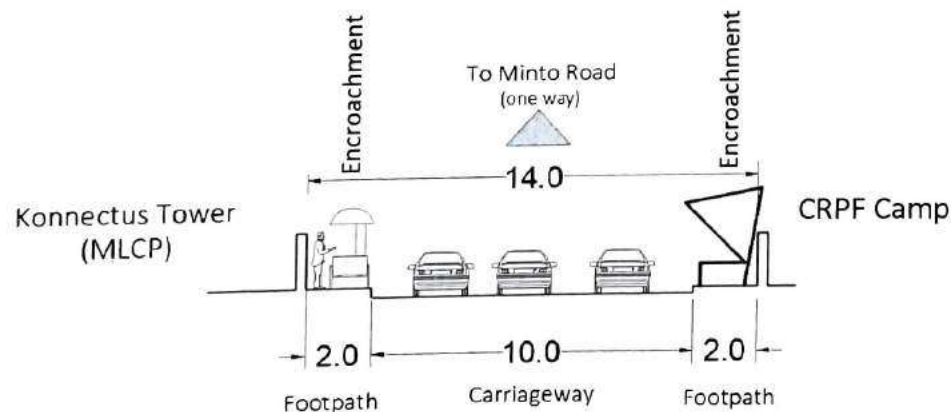 Encroachment
To Minto Road
(one way)
Encroachment
14.0
Konnectus Tower
(MLCP)
CRPF Camp
2.0
10.0
2.0
Footpath
Carriageway
Footpath